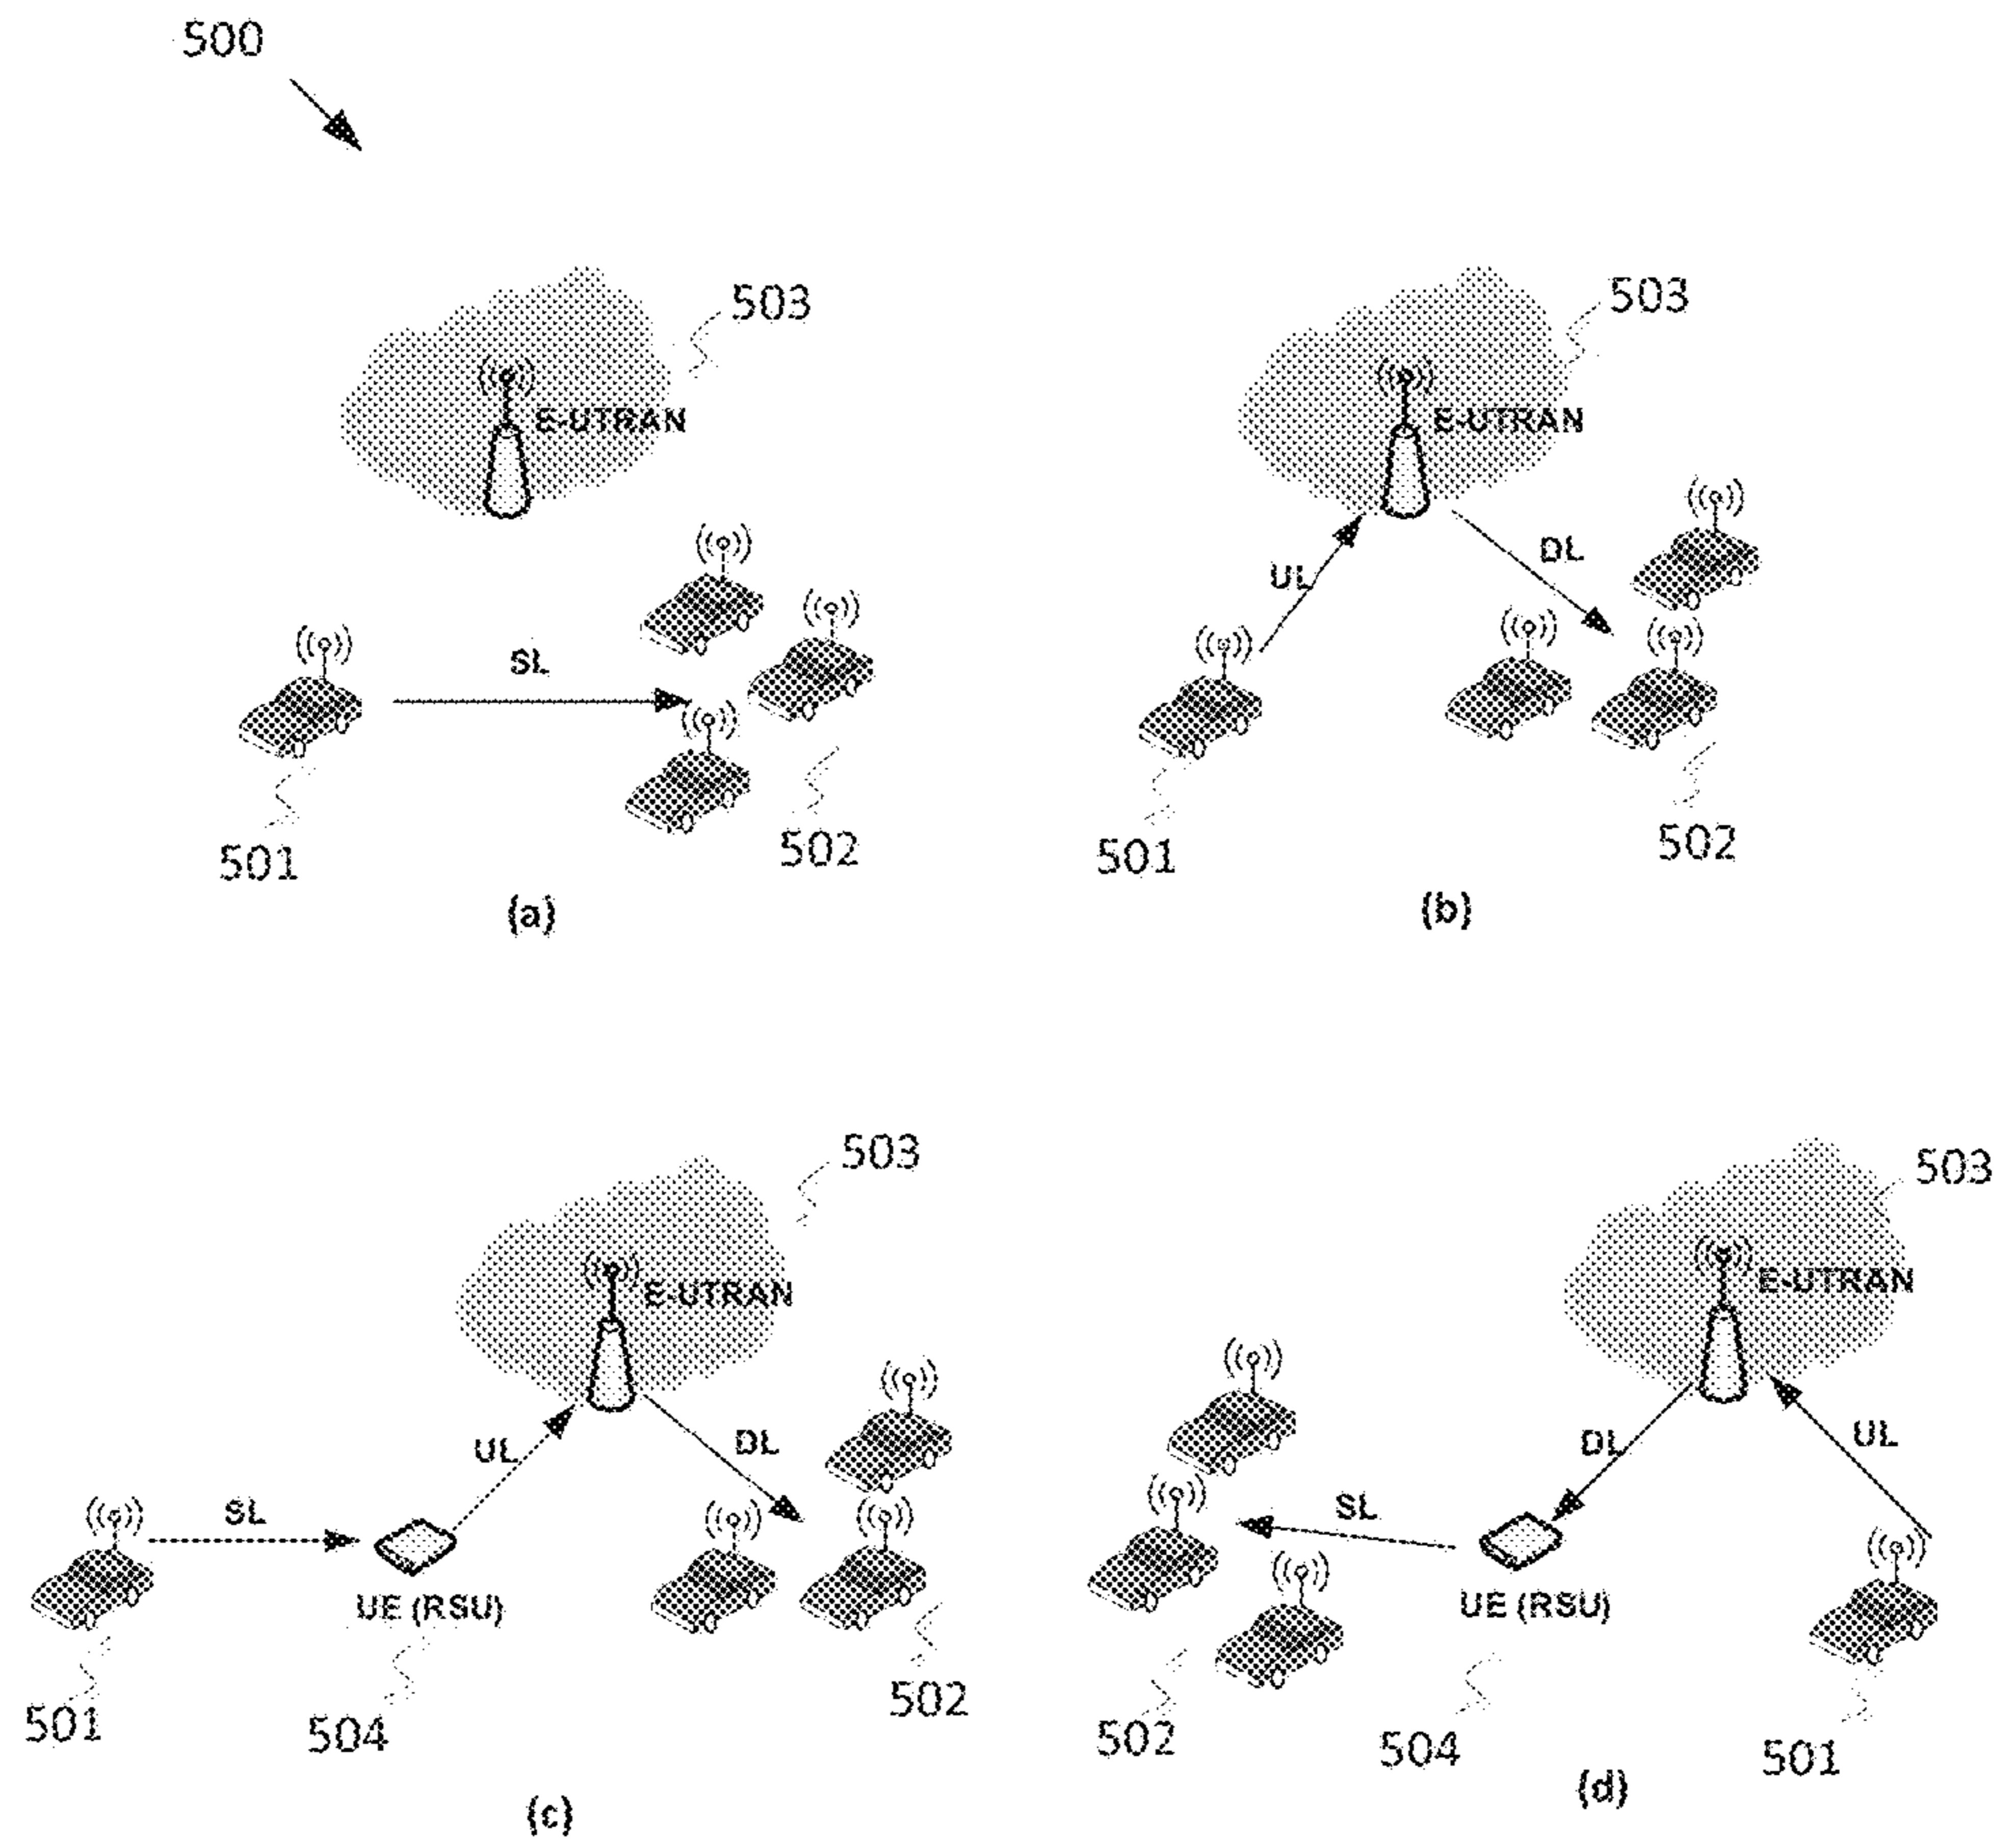 500
503
503
E-UTRAN
E-UTRAN
DL
UL
SL
501
502
501
502
(a)
(b)
503
503
E-UTRAN
E-UTRAN
UL
DL
DL
UL
SL
SL
UE (RSU)
UE (RSU)
501
504
502
502
504
501
(c)
(d)